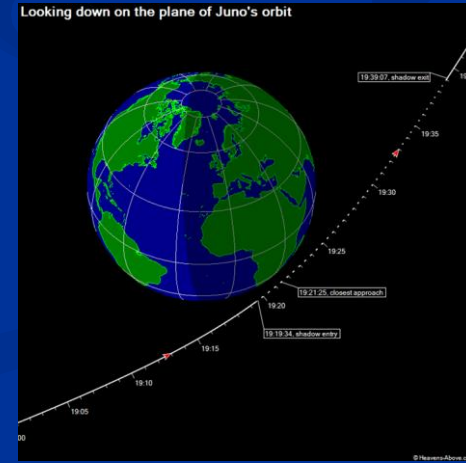 Looking down on the plane of Juno's orbit
19:39:07, shadow exit
19:35
19:30
19:25
19:21:25, closest approach
19:20
19:19:34, shadow entry
19:15
19:10
19:05
00
© Heavens-Above.